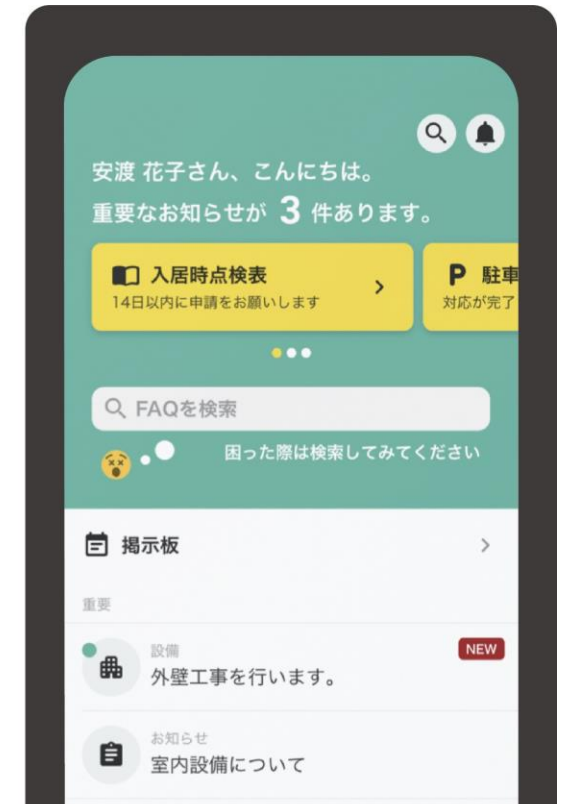 安渡 花子さん、こんにちは。
重要なお知らせが 3 件あります。
入居時点検表
14日以内に申請をお願いします
P 駐車
対応が完了
FAQを検索
困った際は検索してみてください
掲示板
重要
設備
NEW
外壁工事を行います。
お知らせ
室内設備について